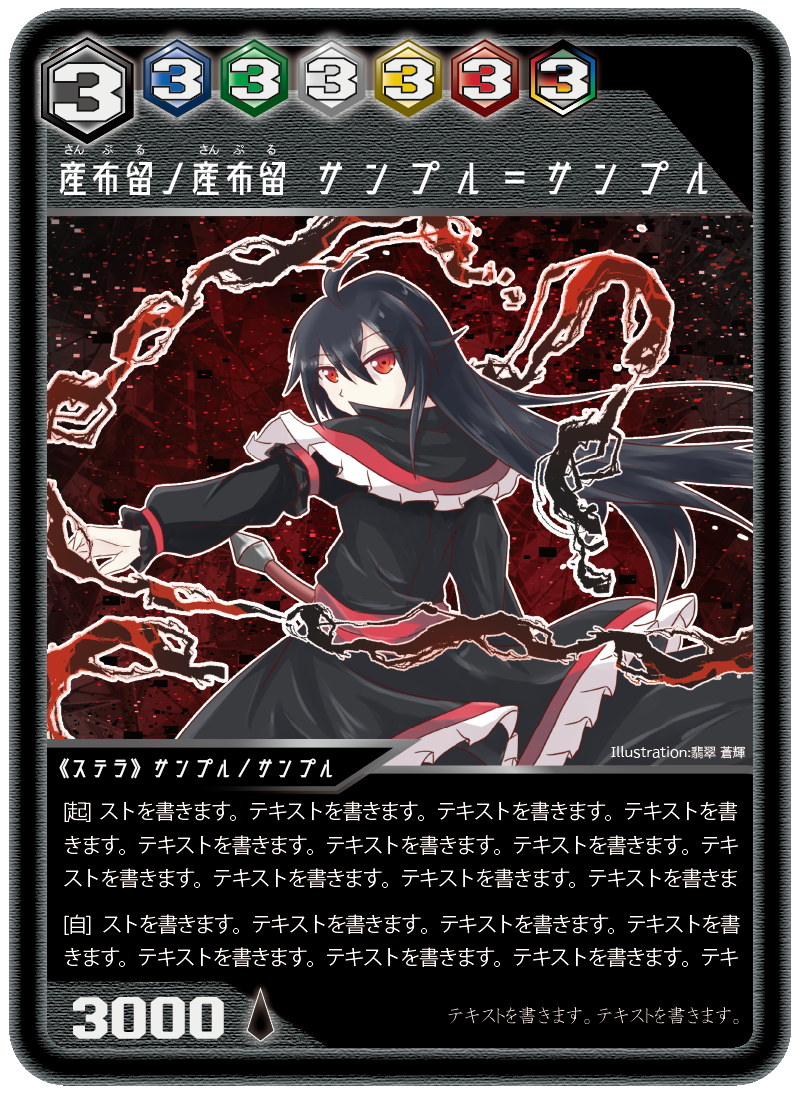 3 3 3 3 3 3 3
さん ぷ る さん ぷ る
産布留/産布留 サンプル=サンプル
Illustration:翡翠 蒼輝
《ステラ》サンプル/サンプル
[起] ストを書きます。テキストを書きます。テキストを書きます。テキストを書
きます。テキストを書きます。テキストを書きます。テキストを書きます。テキ
ストを書きます。テキストを書きます。テキストを書きます。テキストを書きま
[自] ストを書きます。テキストを書きます。テキストを書きます。テキストを書
きます。テキストを書きます。テキストを書きます。テキストを書きます。テキ
3000
テキストを書きます。テキストを書きます。